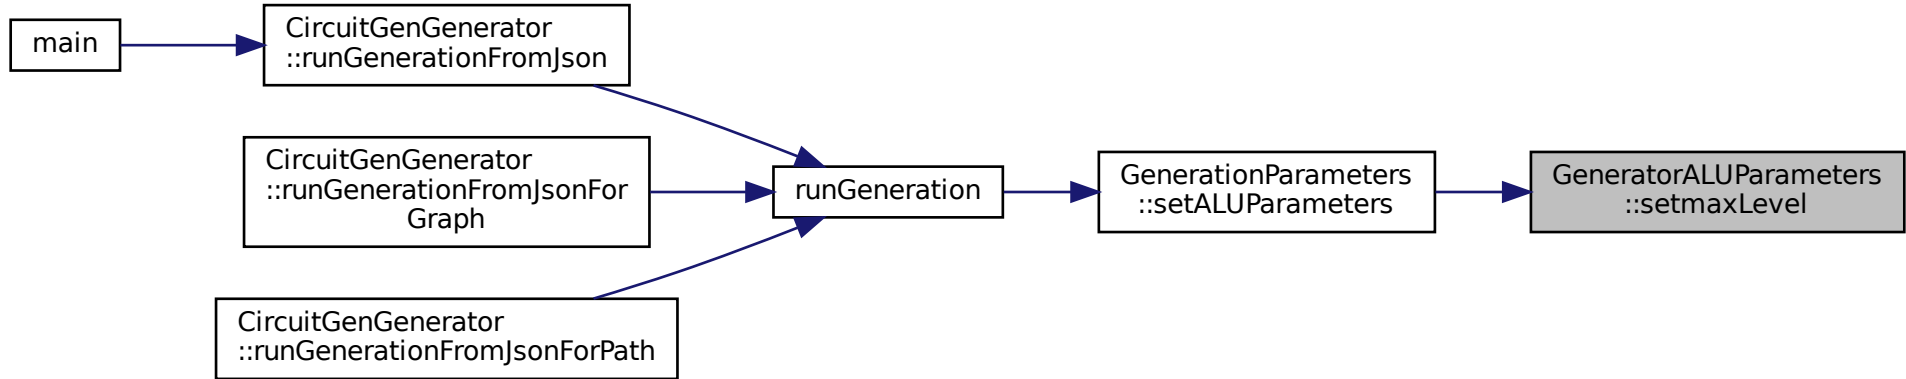 main
CircuitGenGenerator
::runGenerationFromJson
CircuitGenGenerator
::runGenerationFromJsonFor
Graph
CircuitGenGenerator
::runGenerationFromJsonForPath
runGeneration
GenerationParameters
::setALUParameters
GeneratorALUParameters
::setmaxLevel